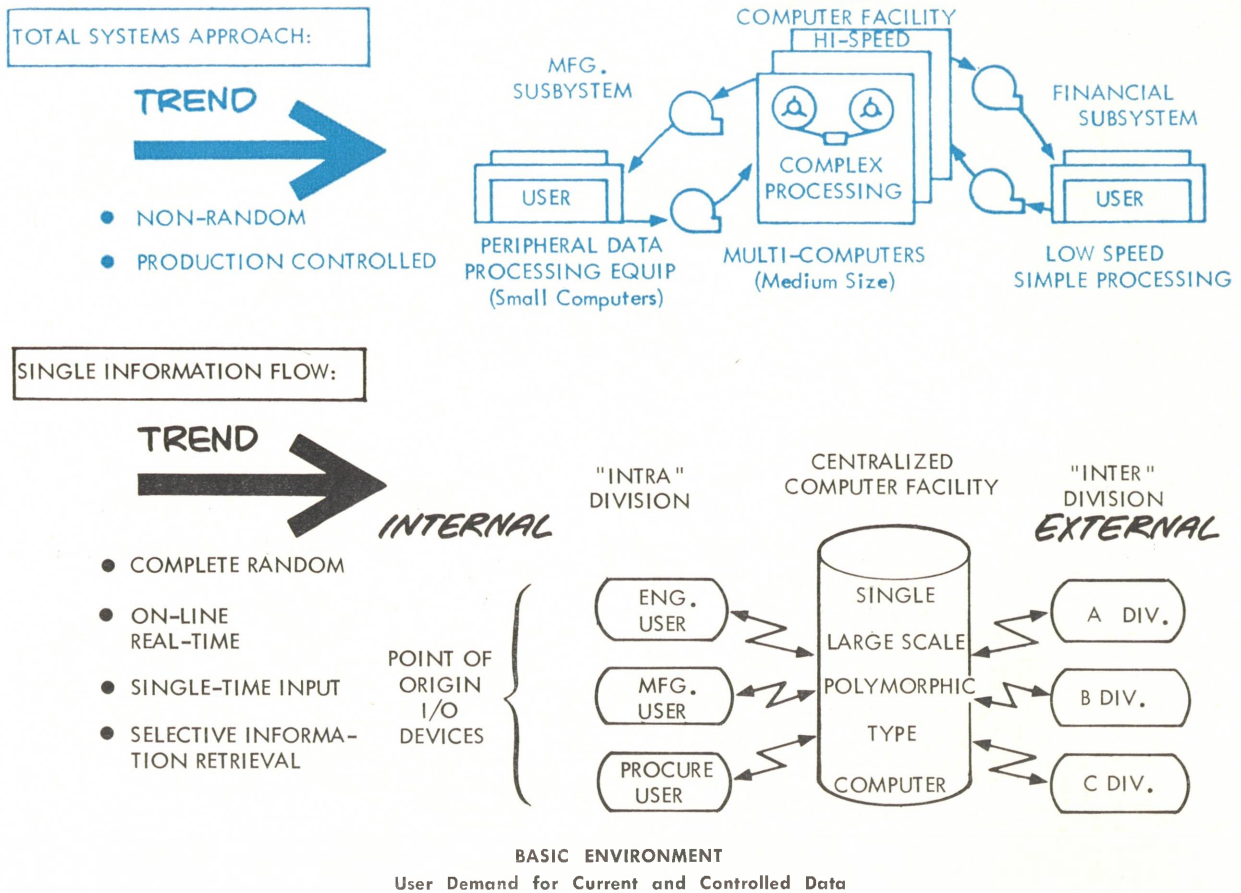 TOTAL SYSTEMS APPROACH:
TREND
● NON-RANDOM
● PRODUCTION CONTROLLED
COMPUTER FACILITY
HI-SPEED
MFG.
SUSBYSTEM
FINANCIAL
SUBSYSTEM
COMPLEX
PROCESSING
USER
USER
PERIPHERAL DATA
PROCESSING EQUIP
(Small Computers)
MULTI-COMPUTERS
(Medium Size)
LOW SPEED
SIMPLE PROCESSING
SINGLE INFORMATION FLOW:
TREND
● COMPLETE RANDOM
● ON-LINE
REAL-TIME
● SINGLE-TIME INPUT
● SELECTIVE INFORMA-
TION RETRIEVAL
INTERNAL
"INTRA"
DIVISION
CENTRALIZED
COMPUTER FACILITY
"INTER"
DIVISION
EXTERNAL
POINT OF
ORIGIN
I/O
DEVICES
ENG.
USER
MFG.
USER
PROCURE
USER
SINGLE
LARGE SCALE
POLYMORPHIC
TYPE
COMPUTER
A DIV.
B DIV.
C DIV.
BASIC ENVIRONMENT
User Demand for Current and Controlled Data